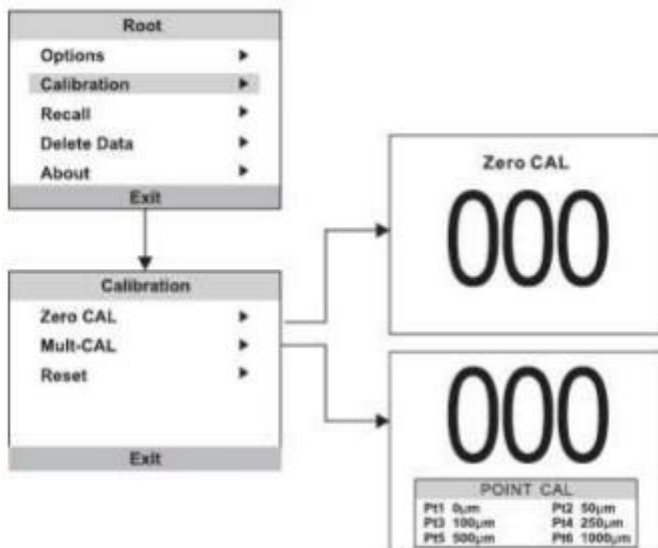 Root
Options
Calibration
Recall
Delete Data
About
Exit
Calibration
Zero CAL
Mult-CAL
Reset
Exit
Zero CAL
000
000
POINT CAL
Pt1 0µm Pt2 50µm
Pt3 100µm Pt4 250µm
Pt5 500µm Pt6 1000µm